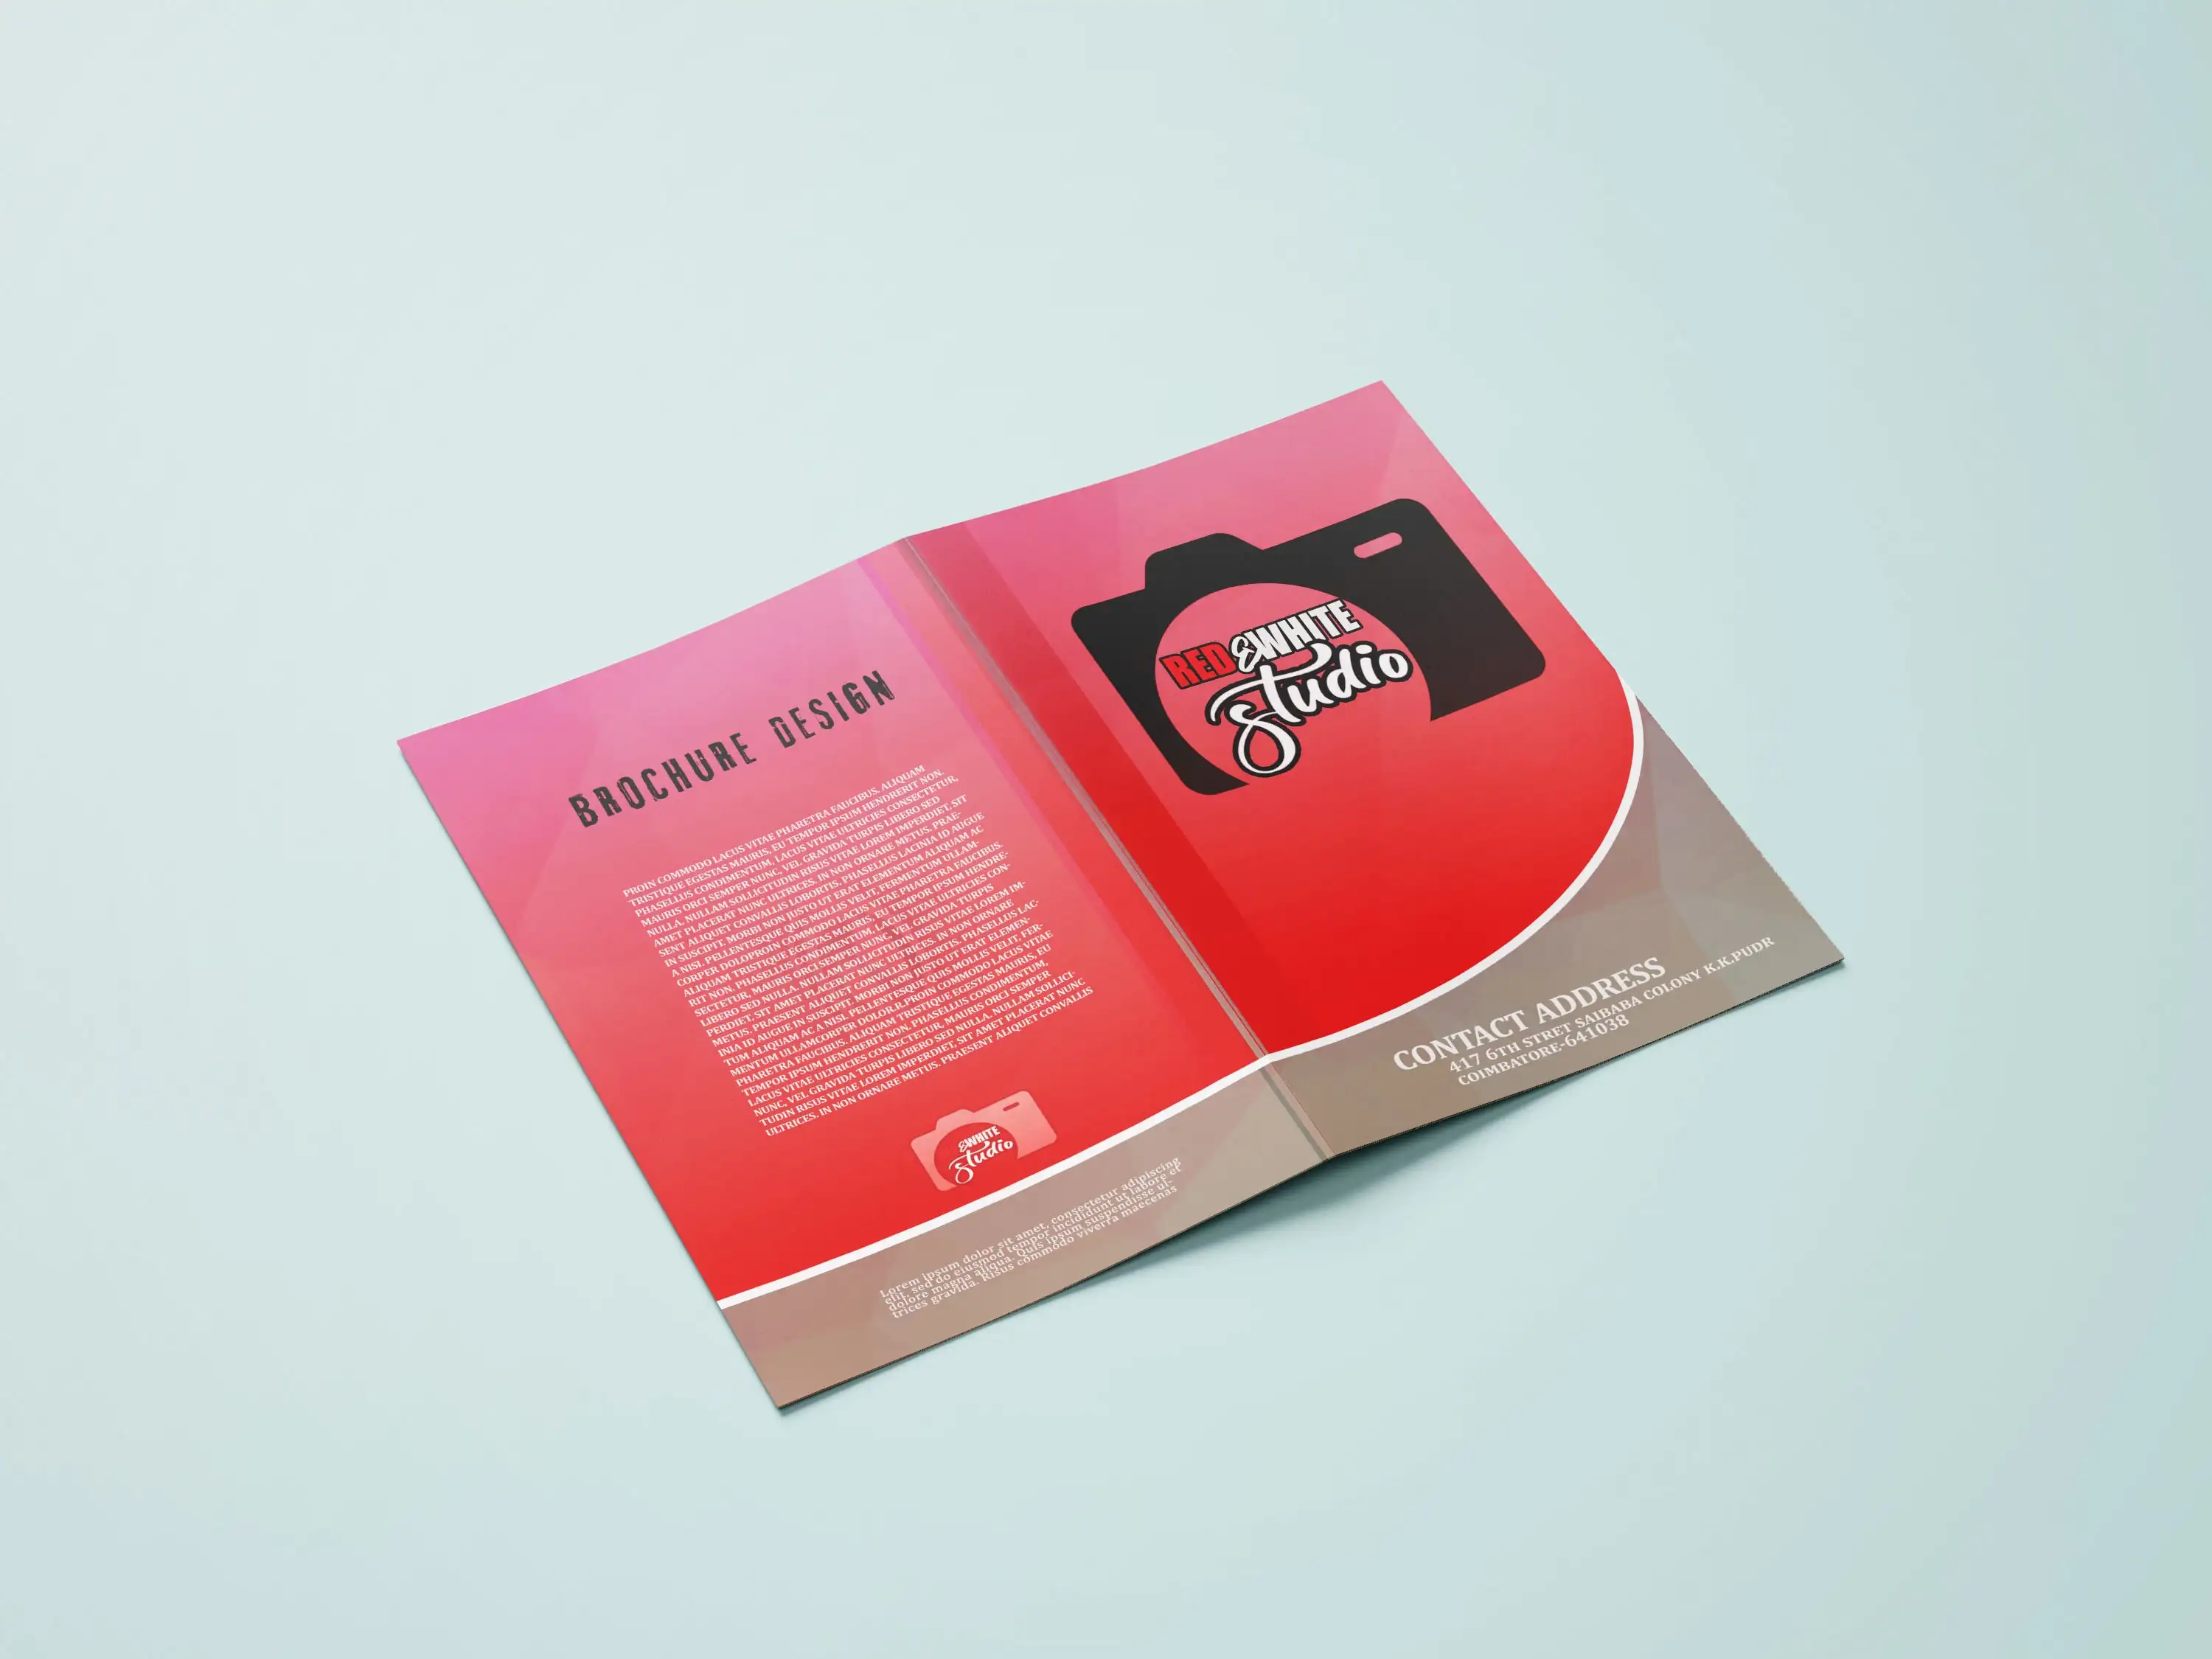 BROCHURE DESIGN
PROIN COMMODO LACUS VITAE PHARETRA FAUCIBUS. ALIQUAM
TRISTIQUE EGESTAS MAURIS, EU TEMPOR IPSUM HENDRERIT NON.
PHASELLUS CONDIMENTUM, LACUS VITAE ULTRICIES CONSECTETUR,
MAURIS ORCI SEMPER NUNC, VEL GRAVIDA TURPIS LIBERO SED
NULLA. NULLAM SOLLICITUDIN RISUS VITAE LOREM IMPERDIET, SIT
AMET PLACERAT NUNC ULTRICES. IN NON ORNARE METUS. PRAE-
SENT ALIQUET CONVALLIS LOBORTIS. PHASELLUS LACINIA ID AUGUE
IN SUSCIPIT. MORBI NON JUSTO UT ERAT ELEMENTUM ALIQUAM AC
A NISL. PELLENTESQUE QUIS MOLLIS VELIT. FERMENTUM ULLAM-
CORPER DOLOPROIN COMMODO LACUS VITAE PHARETRA FAUCIBUS.
ALIQUAM TRISTIQUE EGESTAS MAURIS, EU TEMPOR IPSUM HENDRE-
RIT NON. PHASELLUS CONDIMENTUM, LACUS VITAE ULTRICIES CON-
SECTETUR, MAURIS ORCI SEMPER NUNC, VEL GRAVIDA TURPIS
LIBERO SED NULLA. NULLAM SOLLICITUDIN RISUS VITAE LOREM IM-
PERDIET, SIT AMET PLACERAT NUNC ULTRICES. IN NON ORNARE
METUS. PRAESENT ALIQUET CONVALLIS LOBORTIS. PHASELLUS LAC-
INIA ID AUGUE IN SUSCIPIT. MORBI NON JUSTO UT ERAT ELEMEN-
TUM ALIQUAM AC A NISL. PELLENTESQUE QUIS MOLLIS VELIT. FER-
MENTUM ULLAMCORPER DOLOR.PROIN COMMODO LACUS VITAE
PHARETRA FAUCIBUS. ALIQUAM TRISTIQUE EGESTAS MAURIS, EU
TEMPOR IPSUM HENDRERIT NON. PHASELLUS CONDIMENTUM,
LACUS VITAE ULTRICIES CONSECTETUR, MAURIS ORCI SEMPER
NUNC, VEL GRAVIDA TURPIS LIBERO SED NULLA. NULLAM SOLLICI-
TUDIN RISUS VITAE LOREM IMPERDIET, SIT AMET PLACERAT NUNC
ULTRICES. IN NON ORNARE METUS. PRAESENT ALIQUET CONVALLIS
&WHITE
Studio
Lorem ipsum dolor sit amet, consectetur adipiscing
elit, sed do eiusmod tempor incididunt ut labore et
dolore magna aliqua. Quis ipsum suspendisse ul-
trices gravida. Risus commodo viverra maecenas
RED&WHITE
Studio
CONTACT ADDRESS
417 6TH STRET SAIBABA COLONY K.K.PUDR
COIMBATORE-641038